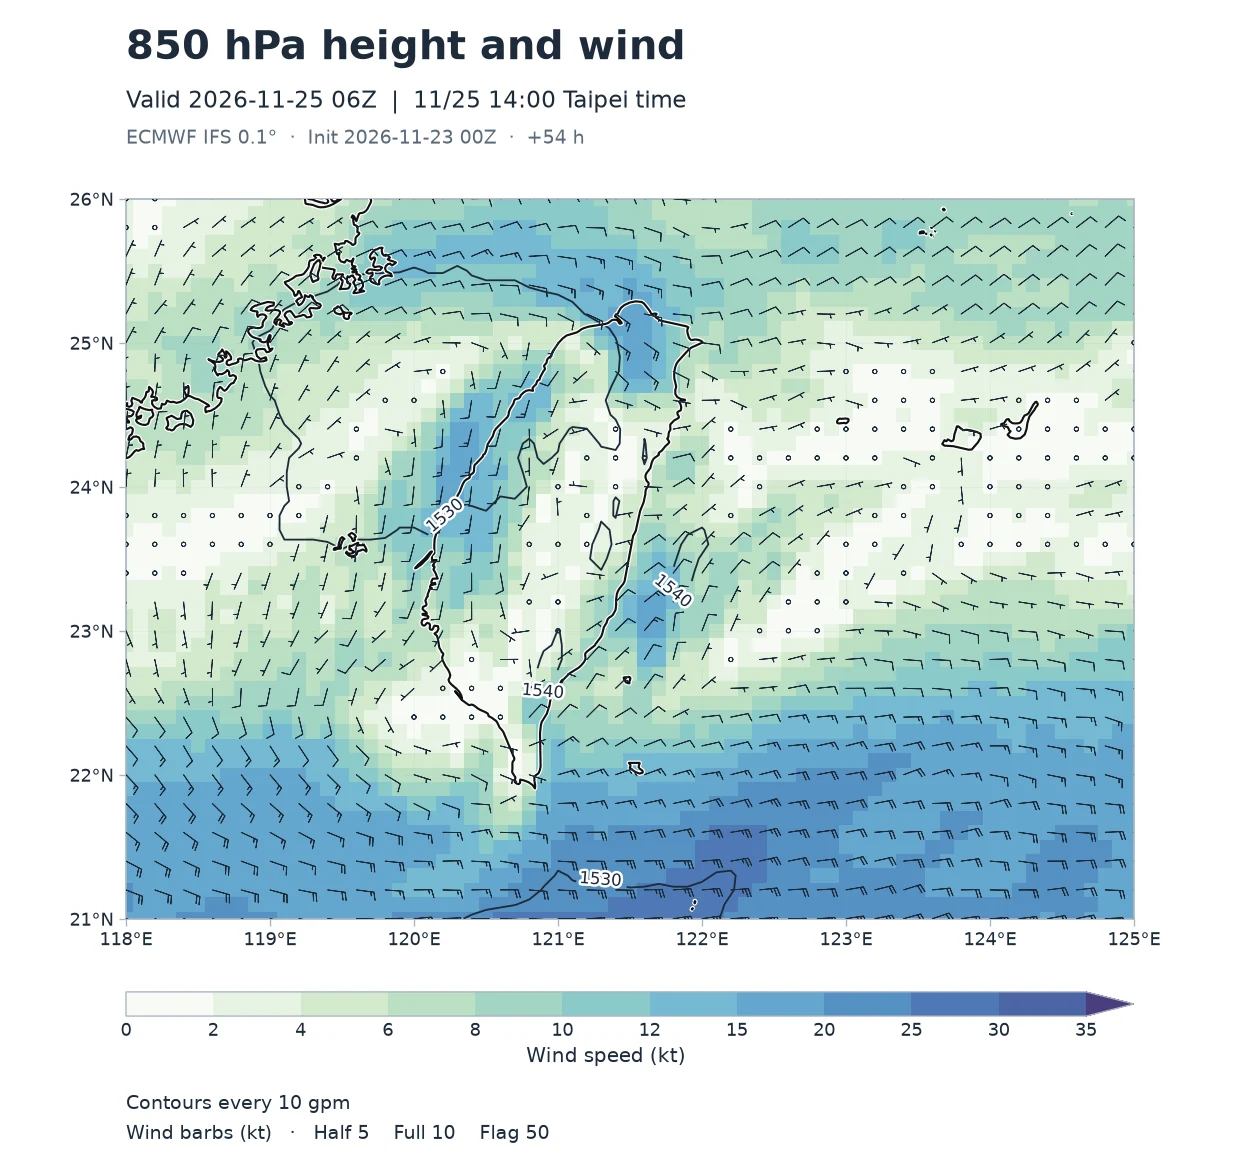 850 hPa height and wind
Valid 2026-11-25 06Z | 11/25 14:00 Taipei time
ECMWF IFS 0.1° · Init 2026-11-23 00Z · +54 h
26°N
25°N
24°N
1530
1540
23°N
1540
22°N
1530
21°N
118°E 119°E 120°E 121°E 122°E 123°E 124°E 125°E
0 2 4 6 8 10 12 15 20 25 30 35
Wind speed (kt)
Contours every 10 gpm
Wind barbs (kt) · Half 5 Full 10 Flag 50